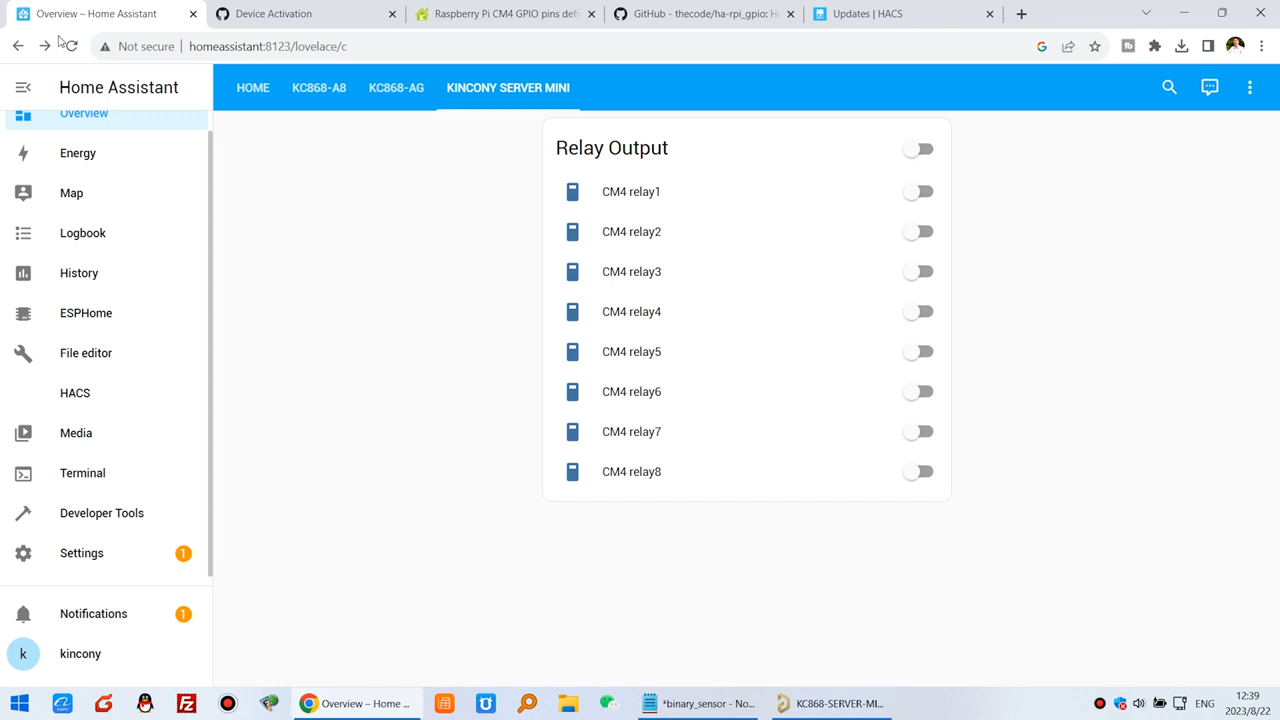 Overview – Home Assistant
Device Activation
Raspberry Pi CM4 GPIO pins defi
GitHub - thecode/ha-rpi_gpio: H
Updates | HACS
Not secure
homeassistant:8123/lovelace/c
Home Assistant
HOME
KC868-A8
KC868-AG
KINCONY SERVER MINI
Overview
Energy
Map
Logbook
History
ESPHome
File editor
HACS
Media
Terminal
Developer Tools
Settings
1
Notifications
1
k
kincony
Relay Output
CM4 relay1
CM4 relay2
CM4 relay3
CM4 relay4
CM4 relay5
CM4 relay6
CM4 relay7
CM4 relay8
Overview – Home ...
*binary_sensor - No...
KC868-SERVER-MI...
ENG
12:39
2023/8/22